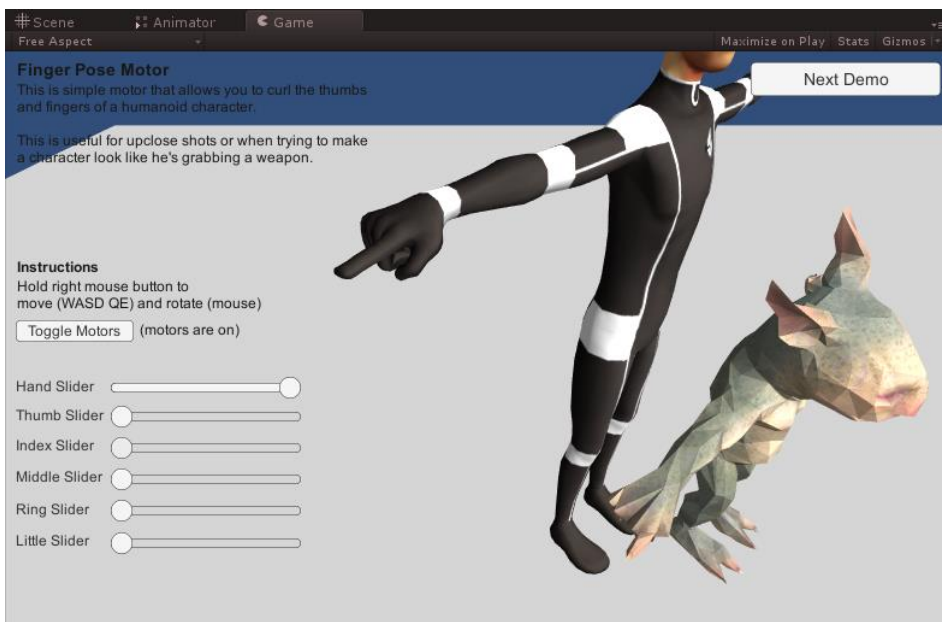 Scene
Animator
Game
Free Aspect
Maximize on Play
Stats
Gizmos
Finger Pose Motor
This is simple motor that allows you to curl the thumbs
and fingers of a humanoid character.
This is useful for upclose shots or when trying to make
a character look like he's grabbing a weapon.
Next Demo
Instructions
Hold right mouse button to
move (WASD QE) and rotate (mouse)
Toggle Motors (motors are on)
Hand Slider
Thumb Slider
Index Slider
Middle Slider
Ring Slider
Little Slider